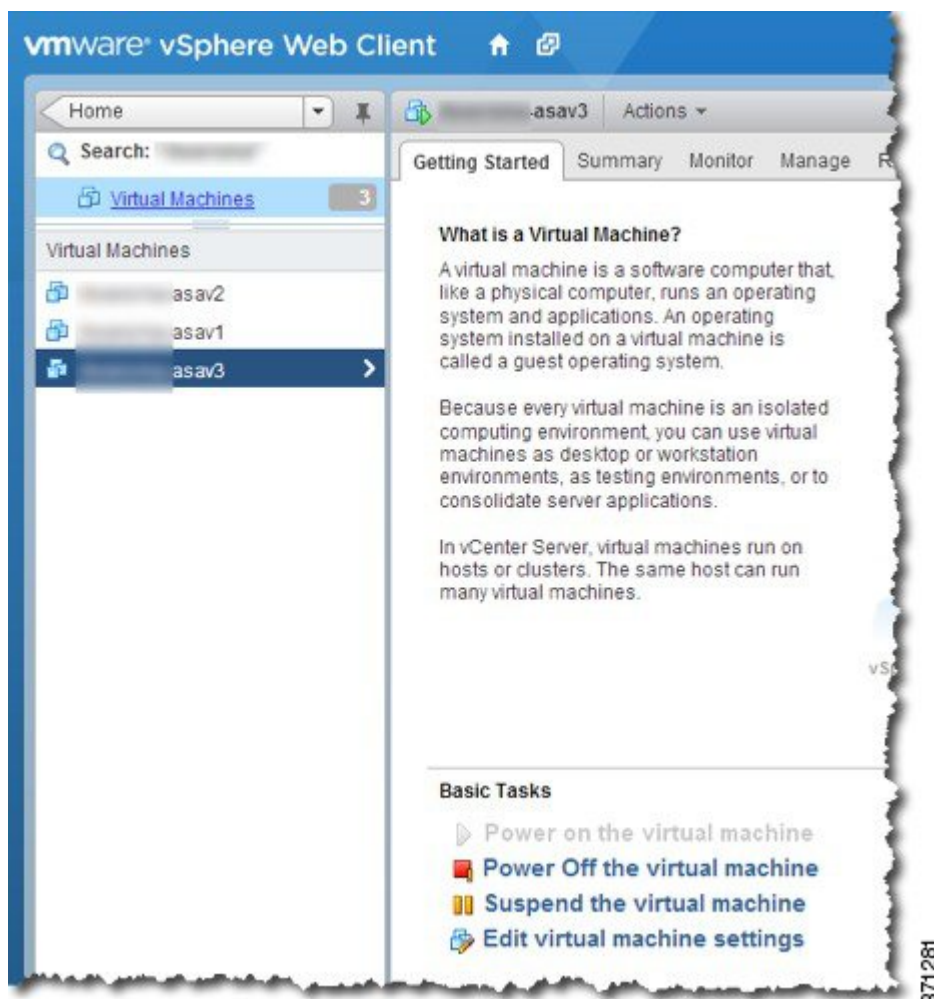 vmware® vSphere Web Client
Home
Search:
Virtual Machines 3
Virtual Machines
asav2
asav1
asav3
asav3 Actions
Getting Started Summary Monitor Manage R
What is a Virtual Machine?
A virtual machine is a software computer that,
like a physical computer, runs an operating
system and applications. An operating
system installed on a virtual machine is
called a guest operating system.
Because every virtual machine is an isolated
computing environment, you can use virtual
machines as desktop or workstation
environments, as testing environments, or to
consolidate server applications.
In vCenter Server, virtual machines run on
hosts or clusters. The same host can run
many virtual machines.
vSp
Basic Tasks
Power on the virtual machine
Power Off the virtual machine
Suspend the virtual machine
Edit virtual machine settings
371281